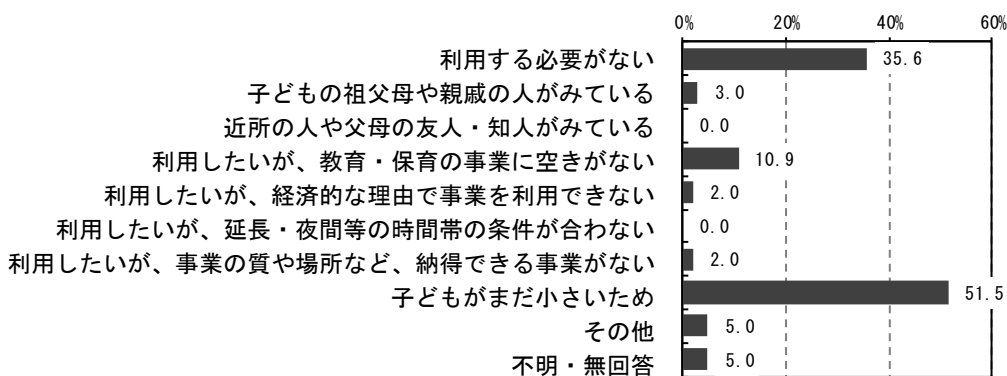 0% 20% 40% 60%
利用する必要がない 35.6
子どもの祖父母や親戚の人がみている 3.0
近所の人や父母の友人・知人がみている 0.0
利用したいが、教育・保育の事業に空きがない 10.9
利用したいが、経済的な理由で事業を利用できない 2.0
利用したいが、延長・夜間等の時間帯の条件が合わない 0.0
利用したいが、事業の質や場所など、納得できる事業がない 2.0
子どもがまだ小さいため 51.5
その他 5.0
不明・無回答 5.0